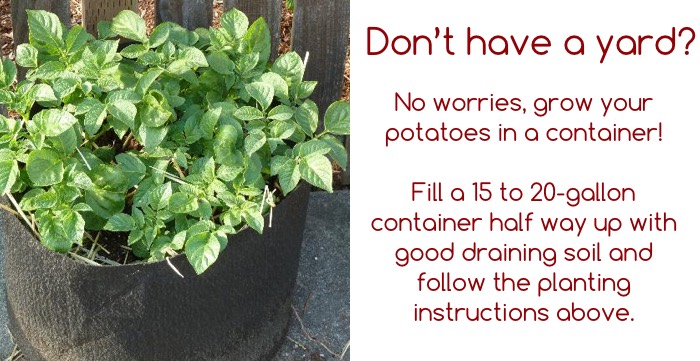 Don't have a yard?
No worries, grow your
potatoes in a container!
Fill a 15 to 20-gallon
container half way up with
good draining soil and
follow the planting
instructions above.